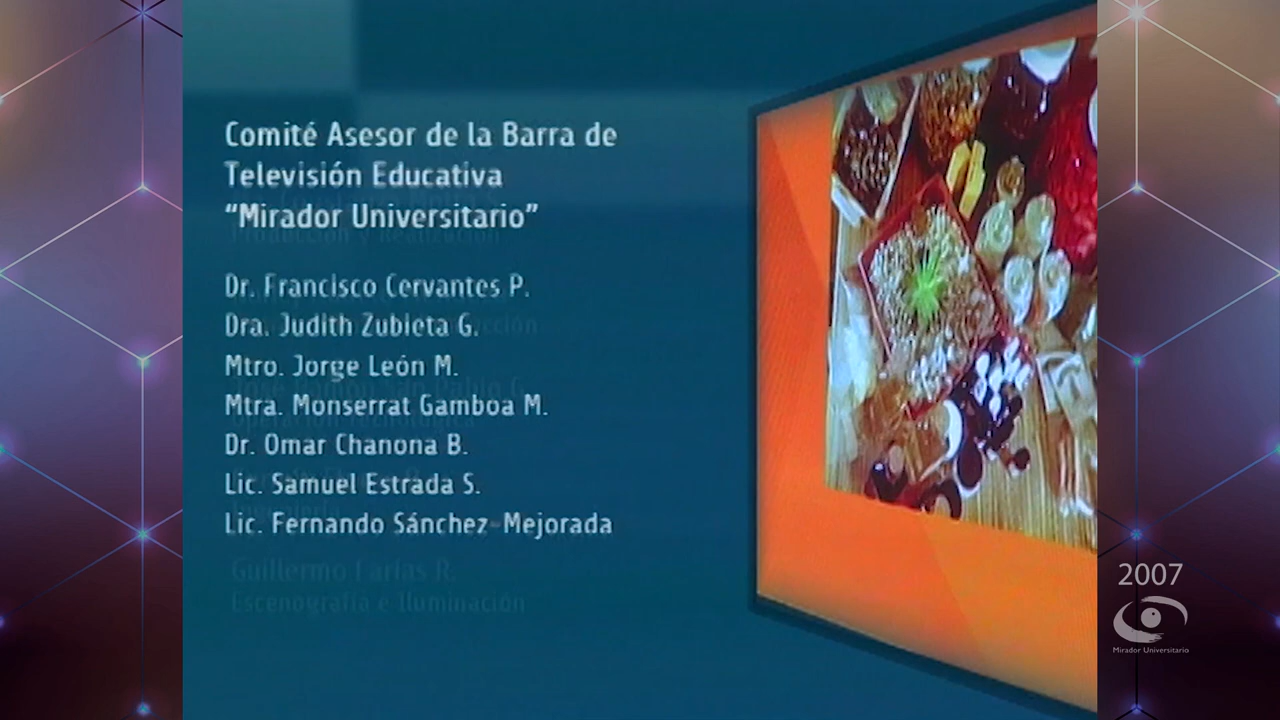 Comité Asesor de la Barra de
Televisión Educativa
“Mirador Universitario”
Dr. Francisco Cervantes P.
Dra. Judith Zubieta G.
Mtro. Jorge León M.
Mtra. Monserrat Gamboa M.
Dr. Omar Chanona B.
Lic. Samuel Estrada S.
Lic. Fernando Sánchez-Mejorada
Guillermo Farías R.
Escenografía e Iluminación
2007
Mirador Universitario